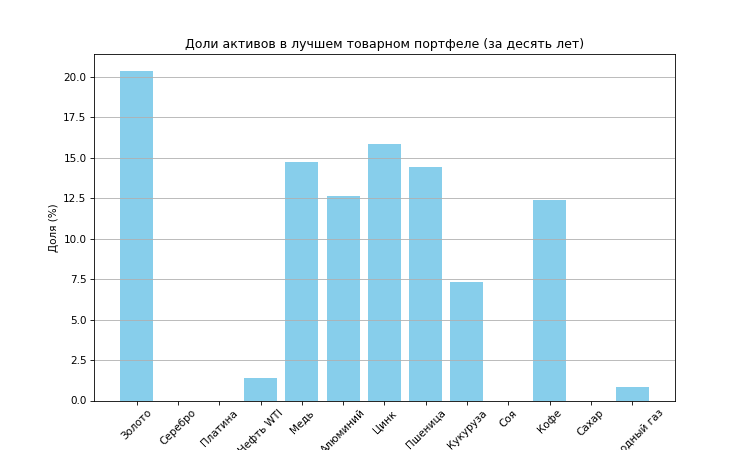 Доли активов в лучшем товарном портфеле (за десять лет)
Доля (%)
20.0
17.5
15.0
12.5
10.0
7.5
5.0
2.5
0.0
Золото
Серебро
Платина
Нефть WTI
Медь
Алюминий
Цинк
Пшеница
Кукуруза
Соя
Кофе
Сахар
газ